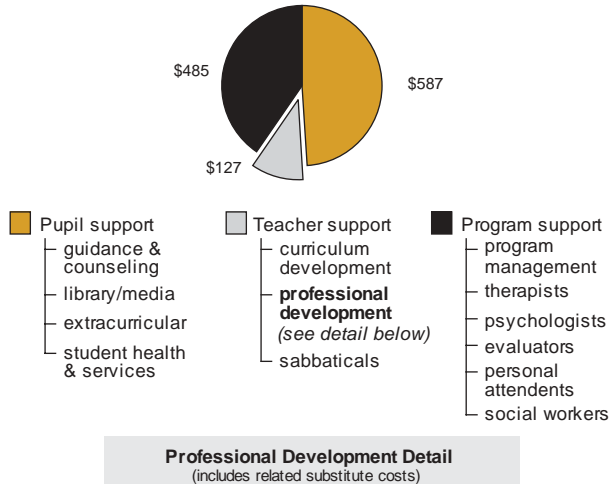 $485
$587
$127
Pupil support
guidance &
counseling
library/media
extracurricular
student health
& services
Teacher support
curriculum
development
professional
development
(see detail below)
sabbaticals
Program support
program
management
therapists
psychologists
evaluators
personal
attendents
social workers
Professional Development Detail
(includes related substitute costs)